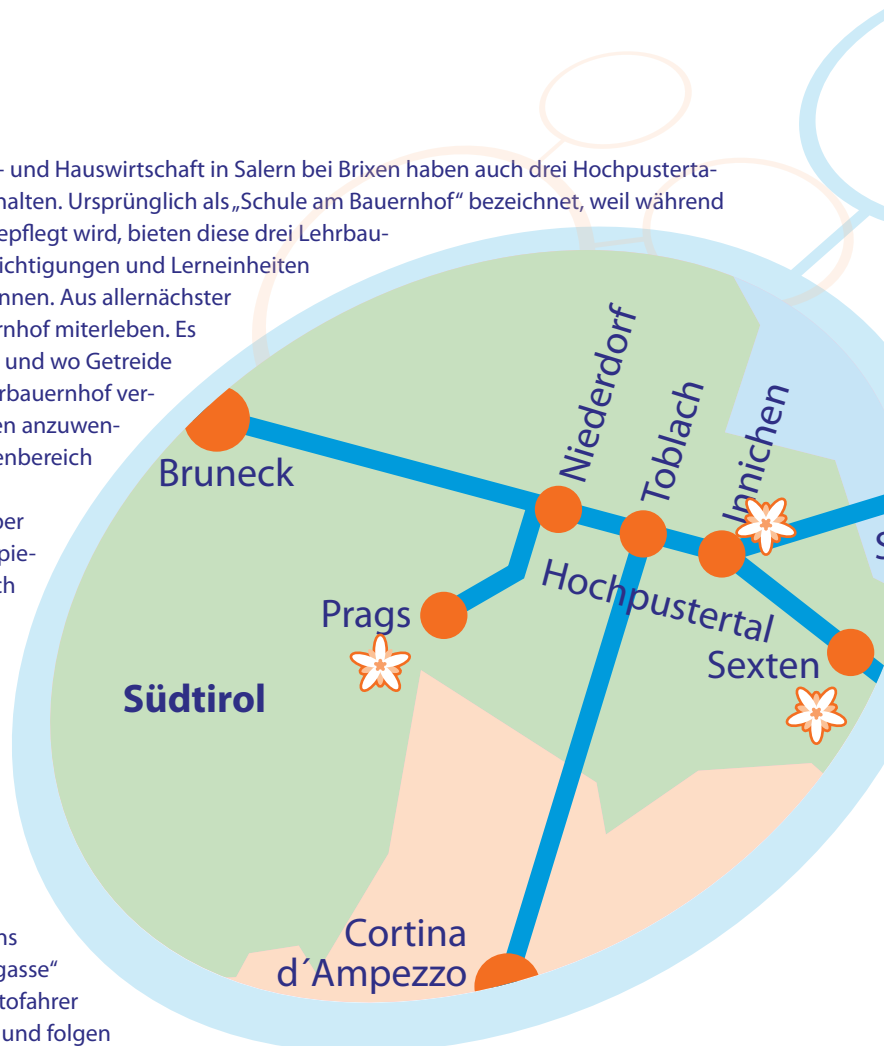 - und Hauswirtschaft in Salern bei Brixen haben auch drei Hochpusterta-
halten. Ursprünglich als „Schule am Bauernhof“ bezeichnet, weil während
epflegt wird, bieten diese drei Lehrbau-
ichtigungen und Lerneinheiten
nnen. Aus allernächster
rnhof miterleben. Es
und wo Getreide
rbauernhof ver-
en anzuwen-
enbereich
ber
pie-
ch
Niederdorf
Toblach
Innichen
Bruneck
S
Hochpustertal
Prags
Sexten
Südtirol
Cortina
d´Ampezzo
ns
gasse“
tofahrer
und folgen